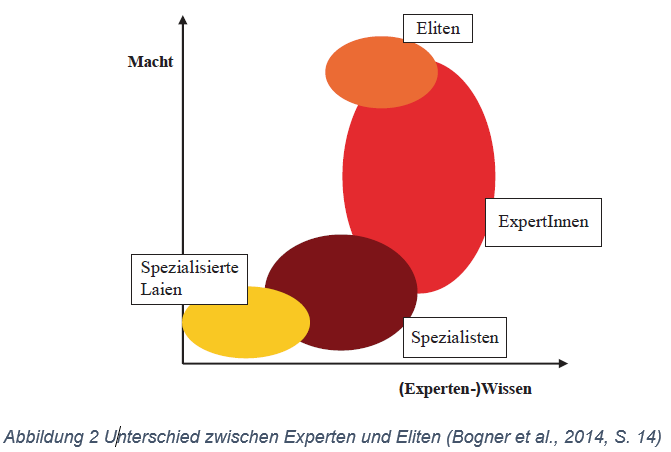 Eliten
Macht
ExpertInnen
Spezialisierte
Laien
Spezialisten
(Experten-)Wissen
Abbildung 2 Unterschied zwischen Experten und Eliten (Bogner et al., 2014, S. 14)